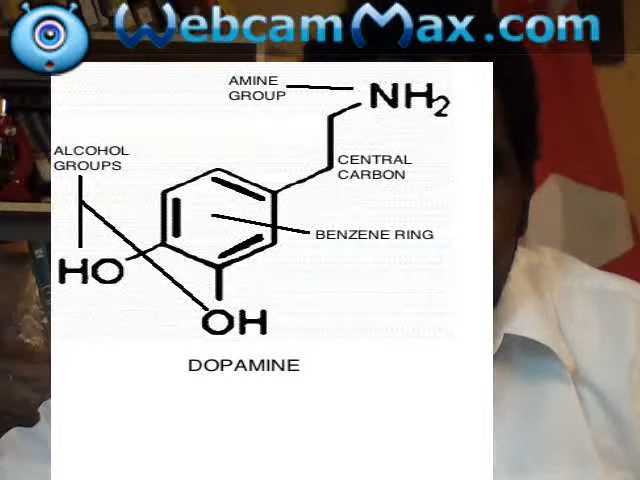 WebcamMax.com
AMINE
GROUP
NH2
ALCOHOL
GROUPS
CENTRAL
CARBON
BENZENE RING
HO
OH
DOPAMINE